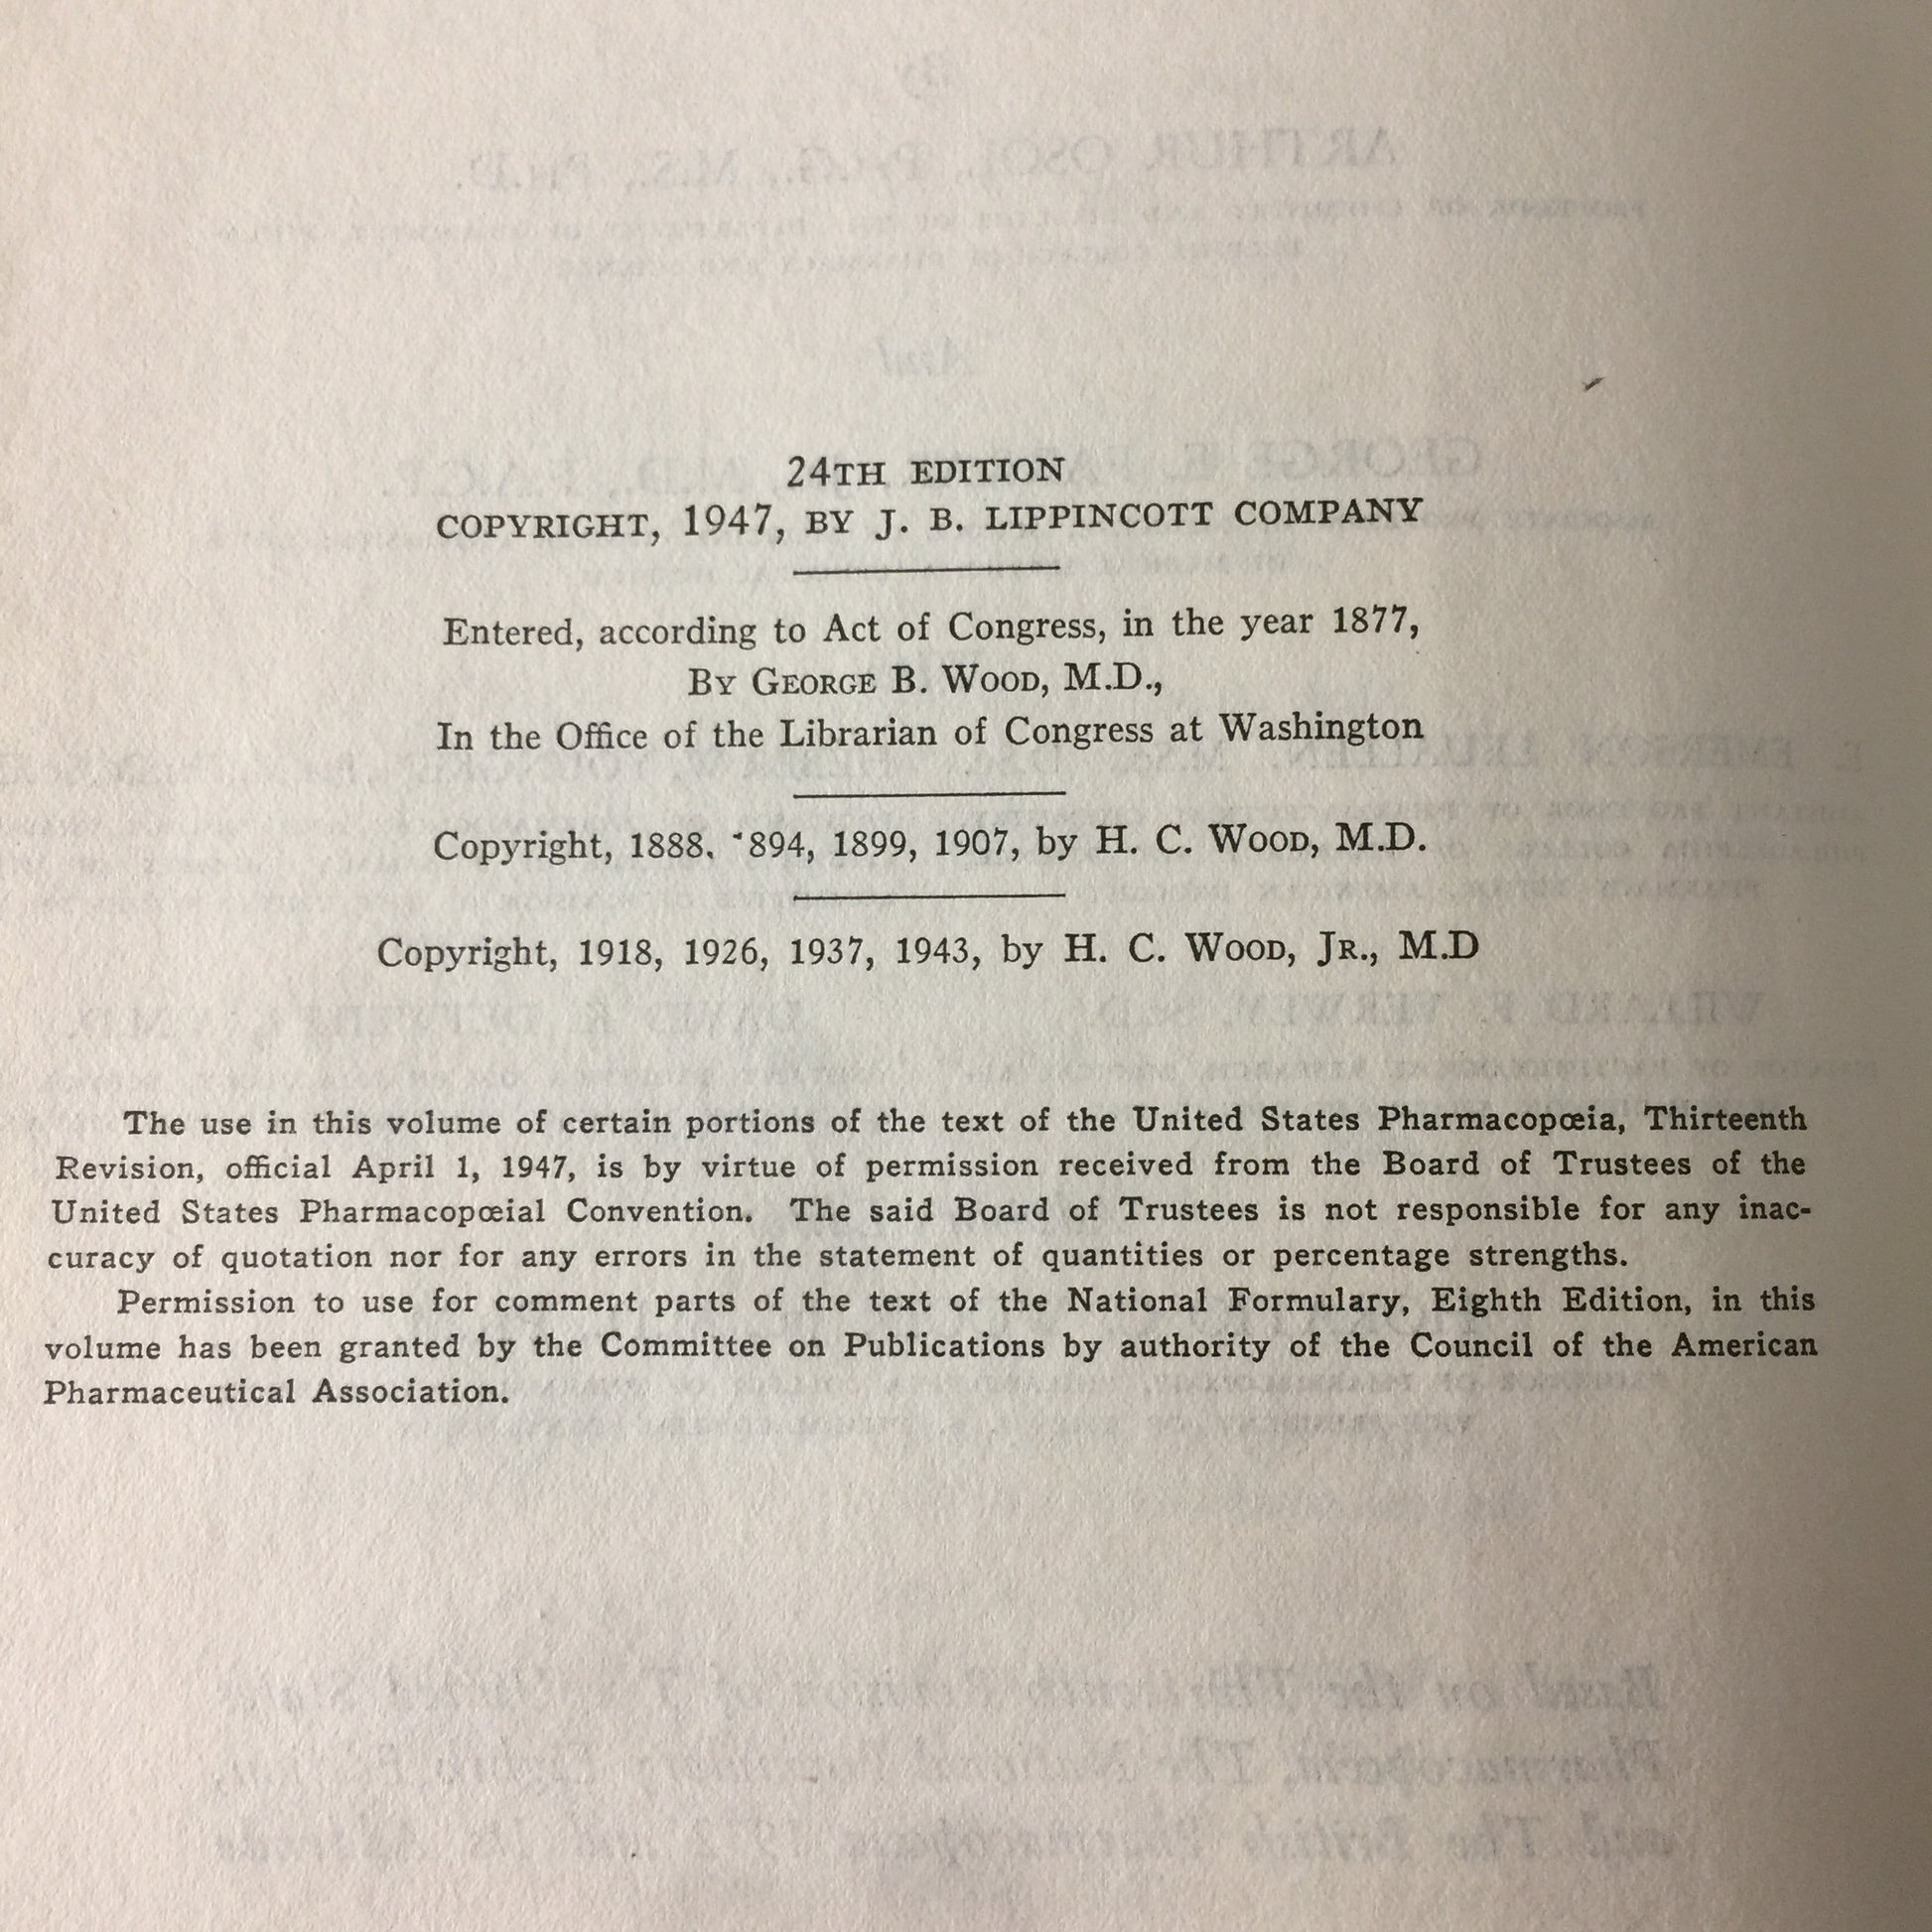 24TH EDITION
COPYRIGHT, 1947, BY J. B. LIPPINCOTT COMPANY
Entered, according to Act of Congress, in the year 1877,
By George B. Wood, M.D.,
In the Office of the Librarian of Congress at Washington
Copyright, 1888, 894, 1899, 1907, by H. C. Wood, M.D.
Copyright, 1918, 1926, 1937, 1943, by H. C. Wood, Jr., M.D
The use in this volume of certain portions of the text of the United States Pharmacopœia, Thirteenth
Revision, official April 1, 1947, is by virtue of permission received from the Board of Trustees of the
United States Pharmacopœial Convention. The said Board of Trustees is not responsible for any inac-
curacy of quotation nor for any errors in the statement of quantities or percentage strengths.
Permission to use for comment parts of the text of the National Formulary, Eighth Edition, in this
volume has been granted by the Committee on Publications by authority of the Council of the American
Pharmaceutical Association.